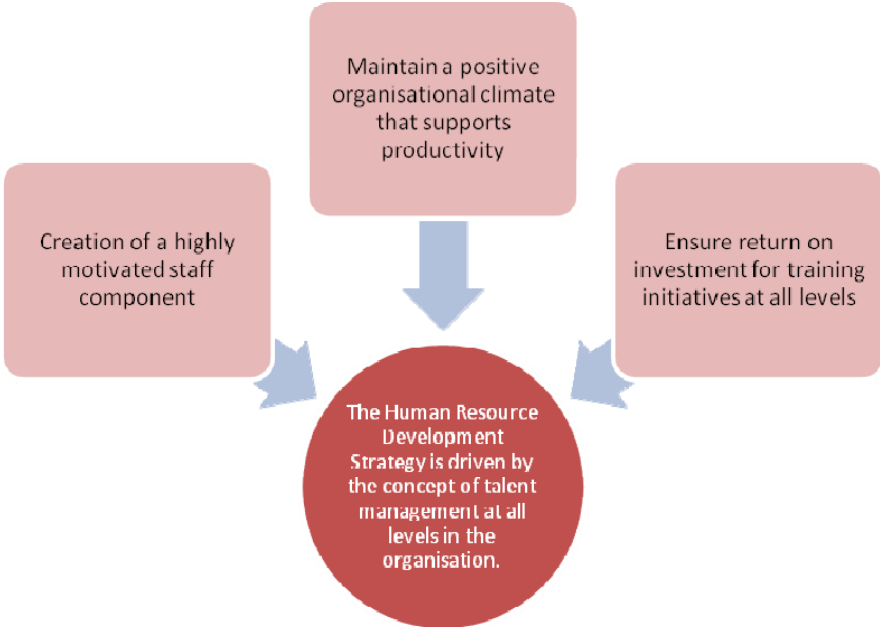 Maintain a positive
organisational climate
that supports
productivity
Creation of a highly
motivated staff
component
Ensure return on
investment for training
initiatives at all levels
The Human Resource
Development
Strategy is driven by
the concept of talent
management at all
levels in the
organisation.